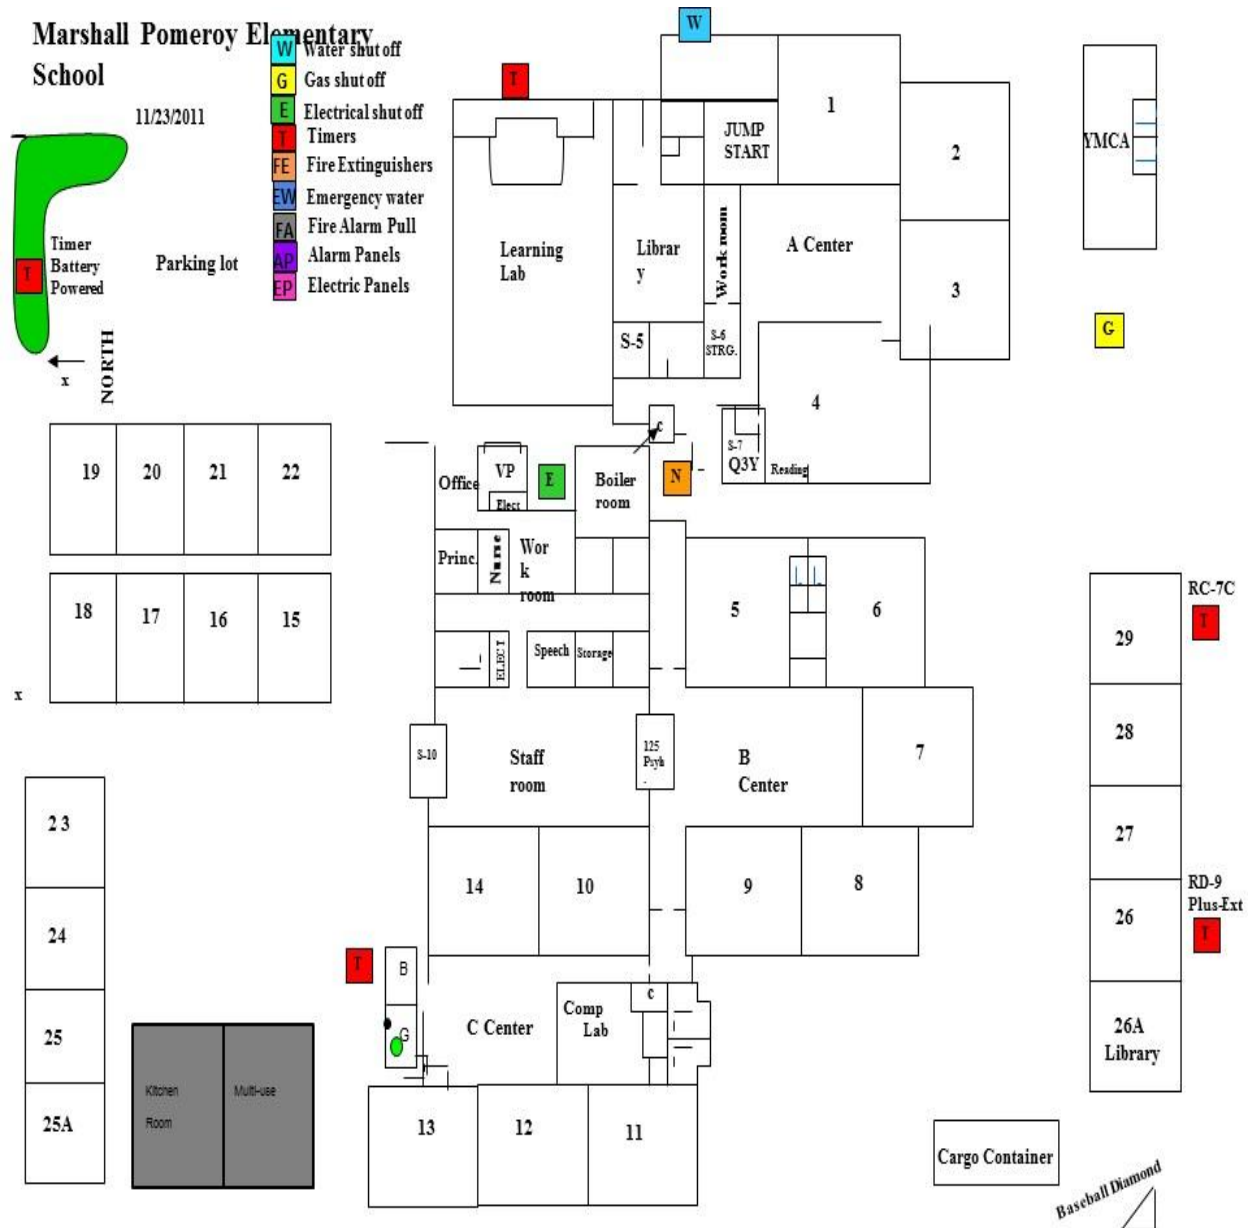 Marshall Pomeroy Elementary
School
11/23/2011
W Water shut off
G Gas shut off
E Electrical shut off
T Timers
FE Fire Extinguishers
EW Emergency water
FA Fire Alarm Pull
AP Alarm Panels
EP Electric Panels
T
Timer
Battery
Powered
Parking lot
NORTH
x
W
T
JUMP
START
1
2
3
YMCA
G
Learning
Lab
Librar
y
Work room
A Center
S-5
S-6
STRG.
4
c
S-7
Q3Y
Reading
19
20
21
22
18
17
16
15
x
Office
VP
Elect
E
Boiler
room
N
Princ.
Nurse
Wor
k
room
5
6
ELECT
Speech
Storage
S-10
Staff
room
125
Psyh
.
B
Center
7
14
10
9
8
RC-7C
T
29
28
27
26
RD-9
Plus-Ext
T
26A
Library
23
24
25
25A
Kitchen
Room
Multi-use
T
B
G
C Center
Comp
Lab
c
13
12
11
Cargo Container
Baseball Diamond